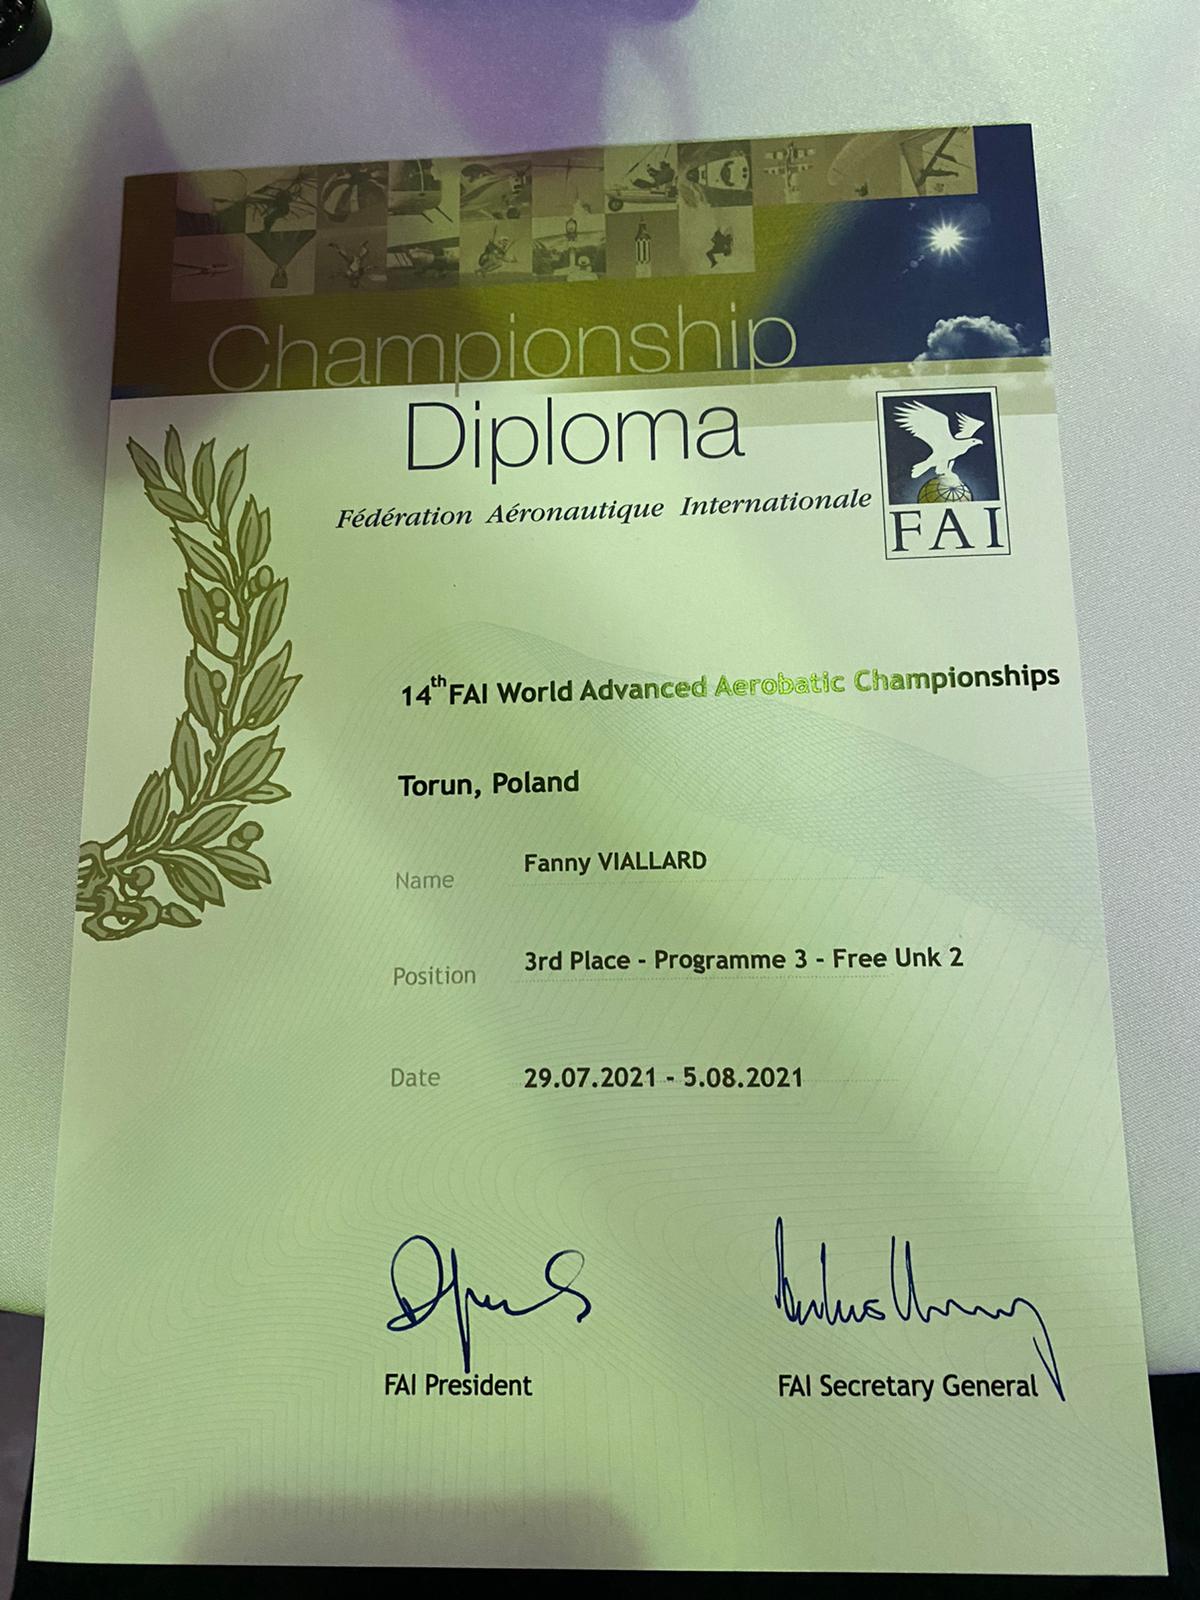 Championship
Diploma
Fédération Aéronautique Internationale
FAI
14th FAI World Advanced Aerobatic Championships
Torun, Poland
Name Fanny VIALLARD
Position 3rd Place - Programme 3 - Free Unk 2
Date 29.07.2021 - 5.08.2021
FAI President FAI Secretary General